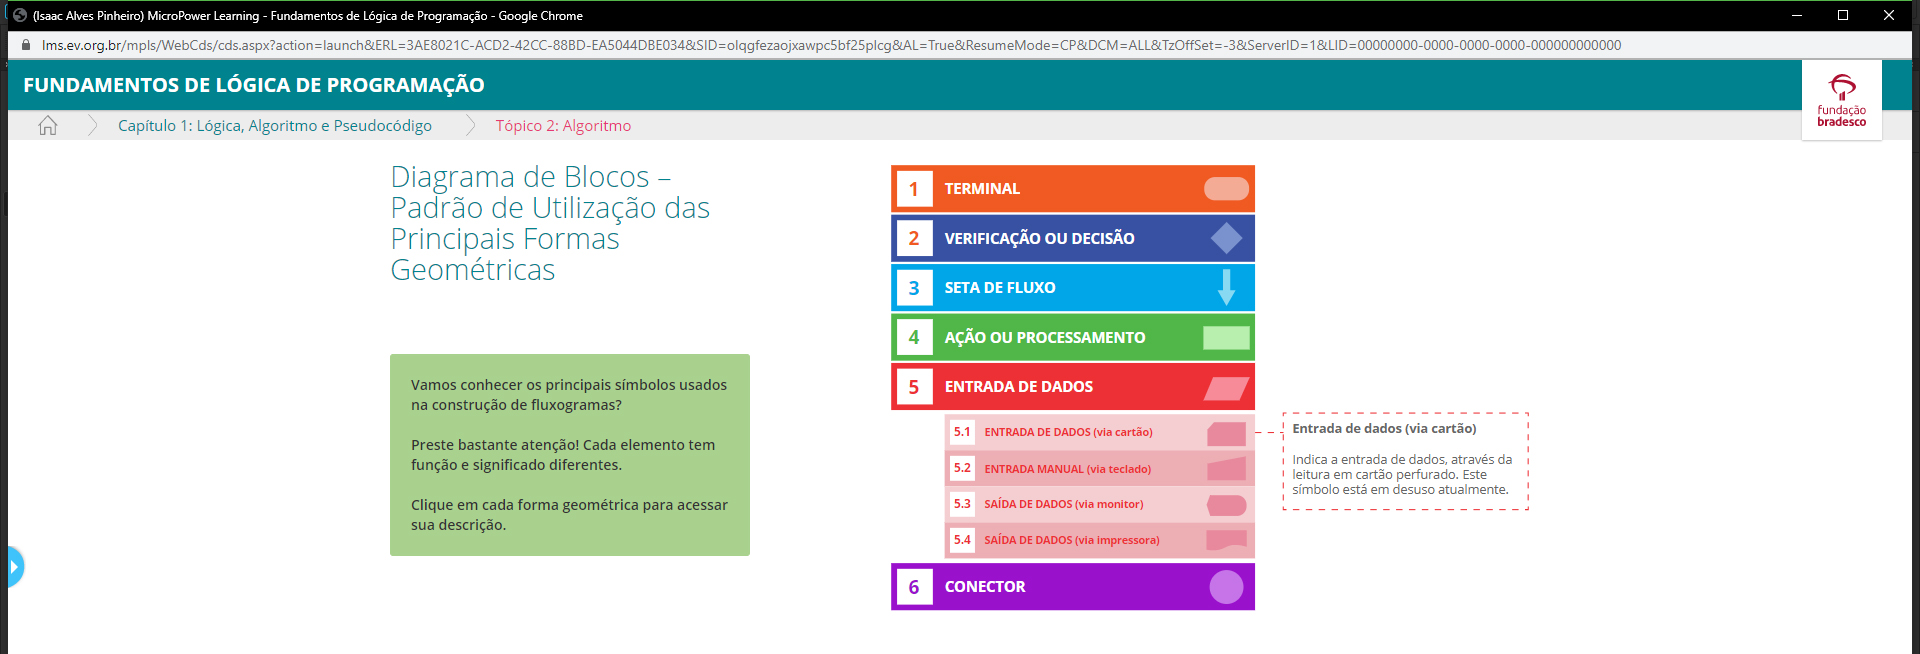 (Isaac Alves Pinheiro) MicroPower Learning - Fundamentos de Lógica de Programação - Google Chrome
lms.ev.org.br/mpls/WebCds/cds.aspx?action=launch&ERL=3AE8021C-ACD2-42CC-88BD-EA5044DBE034&SID=olqgfezaojxawpc5bf25plcg&AL=True&ResumeMode=CP&DCM=ALL&TzOffSet=-3&ServerID=1&LID=00000000-0000-0000-0000-000000000000
FUNDAMENTOS DE LÓGICA DE PROGRAMAÇÃO
fundação
bradesco
Capítulo 1: Lógica, Algoritmo e Pseudocódigo
Tópico 2: Algoritmo
Diagrama de Blocos –
Padrão de Utilização das
Principais Formas
Geométricas
Vamos conhecer os principais símbolos usados
na construção de fluxogramas?
Preste bastante atenção! Cada elemento tem
função e significado diferentes.
Clique em cada forma geométrica para acessar
sua descrição.
1 TERMINAL
2 VERIFICAÇÃO OU DECISÃO
3 SETA DE FLUXO
4 AÇÃO OU PROCESSAMENTO
5 ENTRADA DE DADOS
5.1 ENTRADA DE DADOS (via cartão)
5.2 ENTRADA MANUAL (via teclado)
5.3 SAÍDA DE DADOS (via monitor)
5.4 SAÍDA DE DADOS (via impressora)
6 CONECTOR
Entrada de dados (via cartão)
Indica a entrada de dados, através da
leitura em cartão perfurado. Este
símbolo está em desuso atualmente.